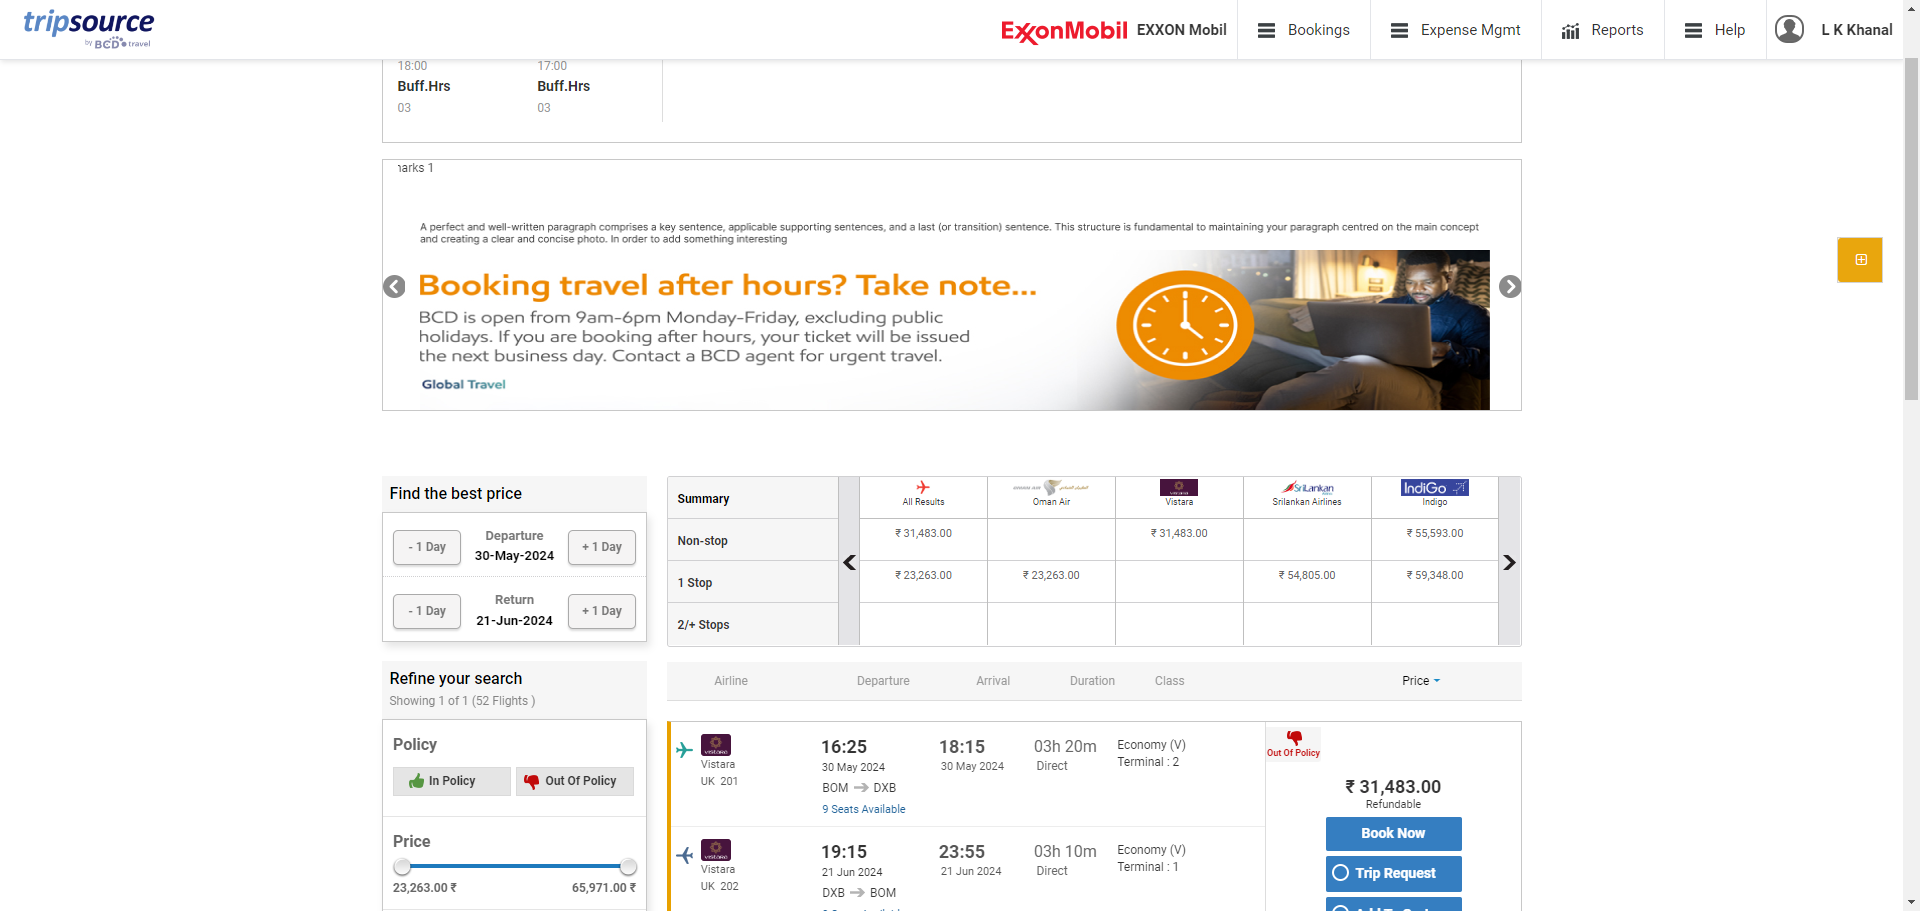 tripsource
by BCD travel
ExxonMobil EXXON Mobil
Bookings
Expense Mgmt
Reports
Help
L K Khanal
18:00 17:00
Buff.Hrs Buff.Hrs
03 03
arks 1
A perfect and well-written paragraph comprises a key sentence, applicable supporting sentences, and a last (or transition) sentence. This structure is fundamental to maintaining your paragraph centred on the main concept
and creating a clear and concise photo. In order to add something interesting
Booking travel after hours? Take note...
BCD is open from 9am-6pm Monday-Friday, excluding public
holidays. If you are booking after hours, your ticket will be issued
the next business day. Contact a BCD agent for urgent travel.
Global Travel
Find the best price
- 1 Day
Departure
30-May-2024
+ 1 Day
- 1 Day
Return
21-Jun-2024
+ 1 Day
Summary
All Results
OMAN AIR
Oman Air
VISTARA
Vistara
SriLankan
Srilankan Airlines
IndiGo
Indigo
Non-stop ₹ 31,483.00 ₹ 31,483.00 ₹ 55,593.00
1 Stop ₹ 23,263.00 ₹ 23,263.00 ₹ 54,805.00 ₹ 59,348.00
2/+ Stops
Refine your search
Showing 1 of 1 (52 Flights )
Policy
In Policy Out Of Policy
Price
23,263.00 ₹ 65,971.00 ₹
Airline Departure Arrival Duration Class Price
VISTARA
Vistara
UK 201
16:25
30 May 2024
BOM DXB
9 Seats Available
18:15
30 May 2024
03h 20m
Direct
Economy (V)
Terminal : 2
Out Of Policy
₹ 31,483.00
Refundable
Book Now
Trip Request
VISTARA
Vistara
UK 202
19:15
21 Jun 2024
DXB BOM
23:55
21 Jun 2024
03h 10m
Direct
Economy (V)
Terminal : 1